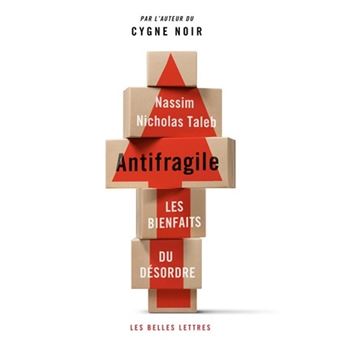 PAR L'AUTEUR DU
CYGNE NOIR
Nassim
Nicholas Taleb
Antifragile
LES
BIENFAITS
DU
DÉSORDRE
LES BELLES LETTRES